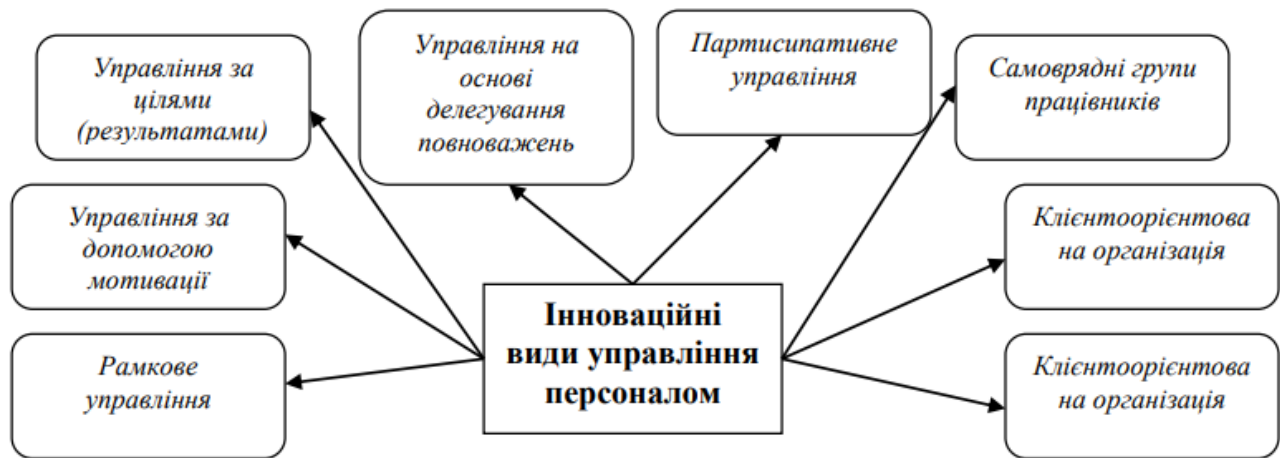 Управління за
цілями
(результатами)
Управління на
основі
делегування
повноважень
Партисипативне
управління
Самоврядні групи
працівників
Управління за
допомогою
мотивації
Клієнтоорієнтова
на організація
Рамкове
управління
Інноваційні
види управління
персоналом
Клієнтоорієнтова
на організація